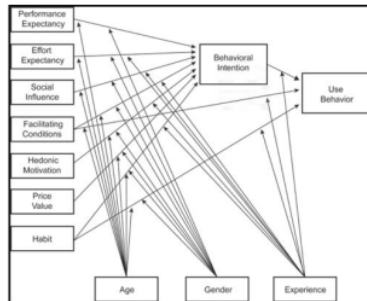 Performance
Expectancy
Effort
Expectancy
Social
Influence
Facilitating
Conditions
Hedonic
Motivation
Price
Value
Habit
Behavioral
Intention
Use
Behavior
Age
Gender
Experience